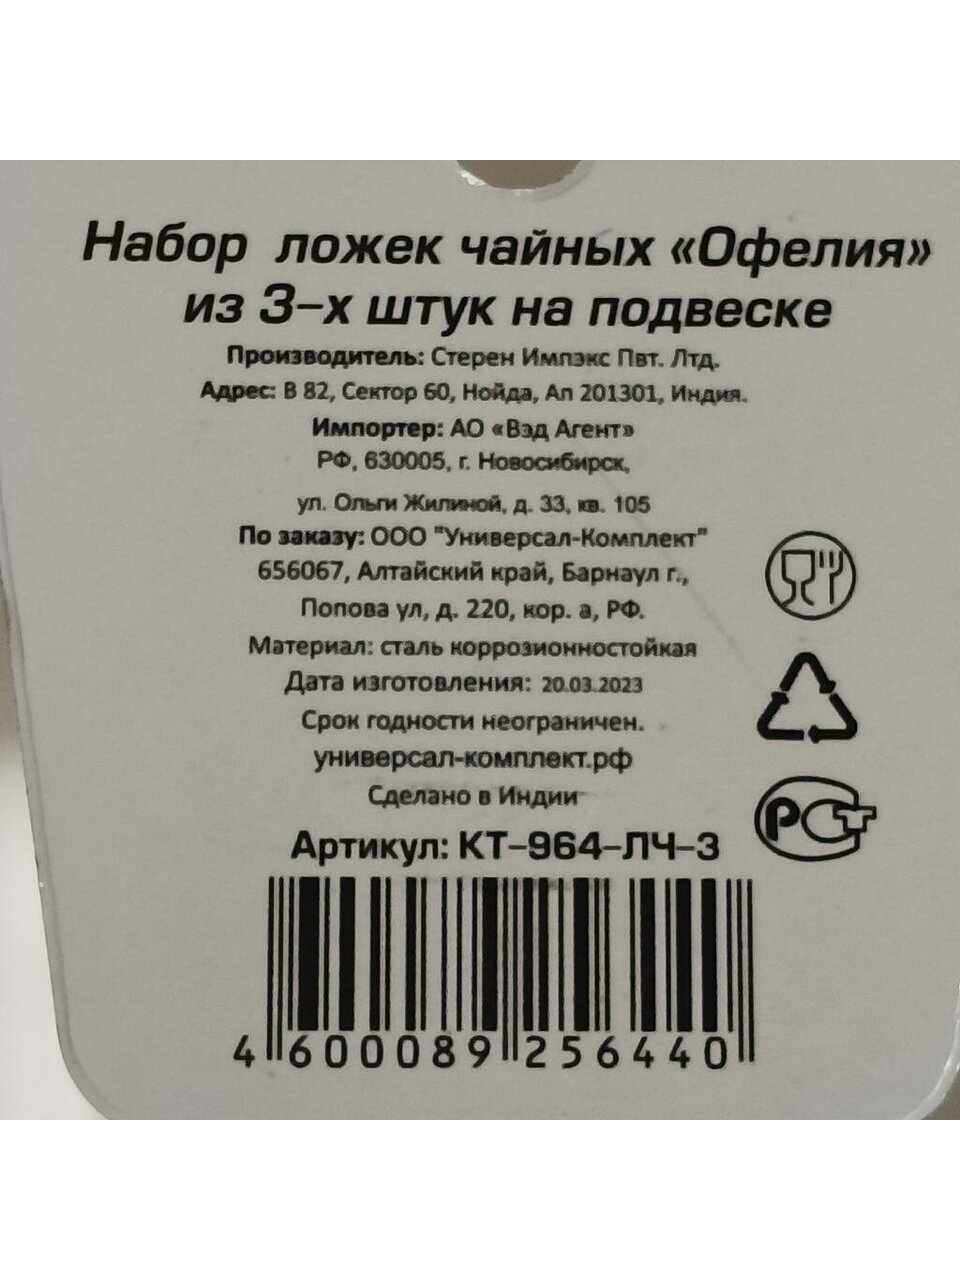 Набор ложек чайных «Офелия»
из 3-х штук на подвеске
Производитель: Стерен Импэкс Пвт. Лтд.
Адрес: В 82, Сектор 60, Нойда, Ап 201301, Индия.
Импортер: АО «Вэд Агент»
РФ, 630005, г. Новосибирск,
ул. Ольги Жилиной, д. 33, кв. 105
По заказу: ООО "Универсал-Комплект"
656067, Алтайский край, Барнаул г.,
Попова ул, д. 220, кор. а, РФ.
Материал: сталь коррозионностойкая
Дата изготовления: 20.03.2023
Срок годности неограничен.
универсал-комплект.рф
Сделано в Индии
РСТ
Артикул: КТ-964-ЛЧ-3
4 600089 256440